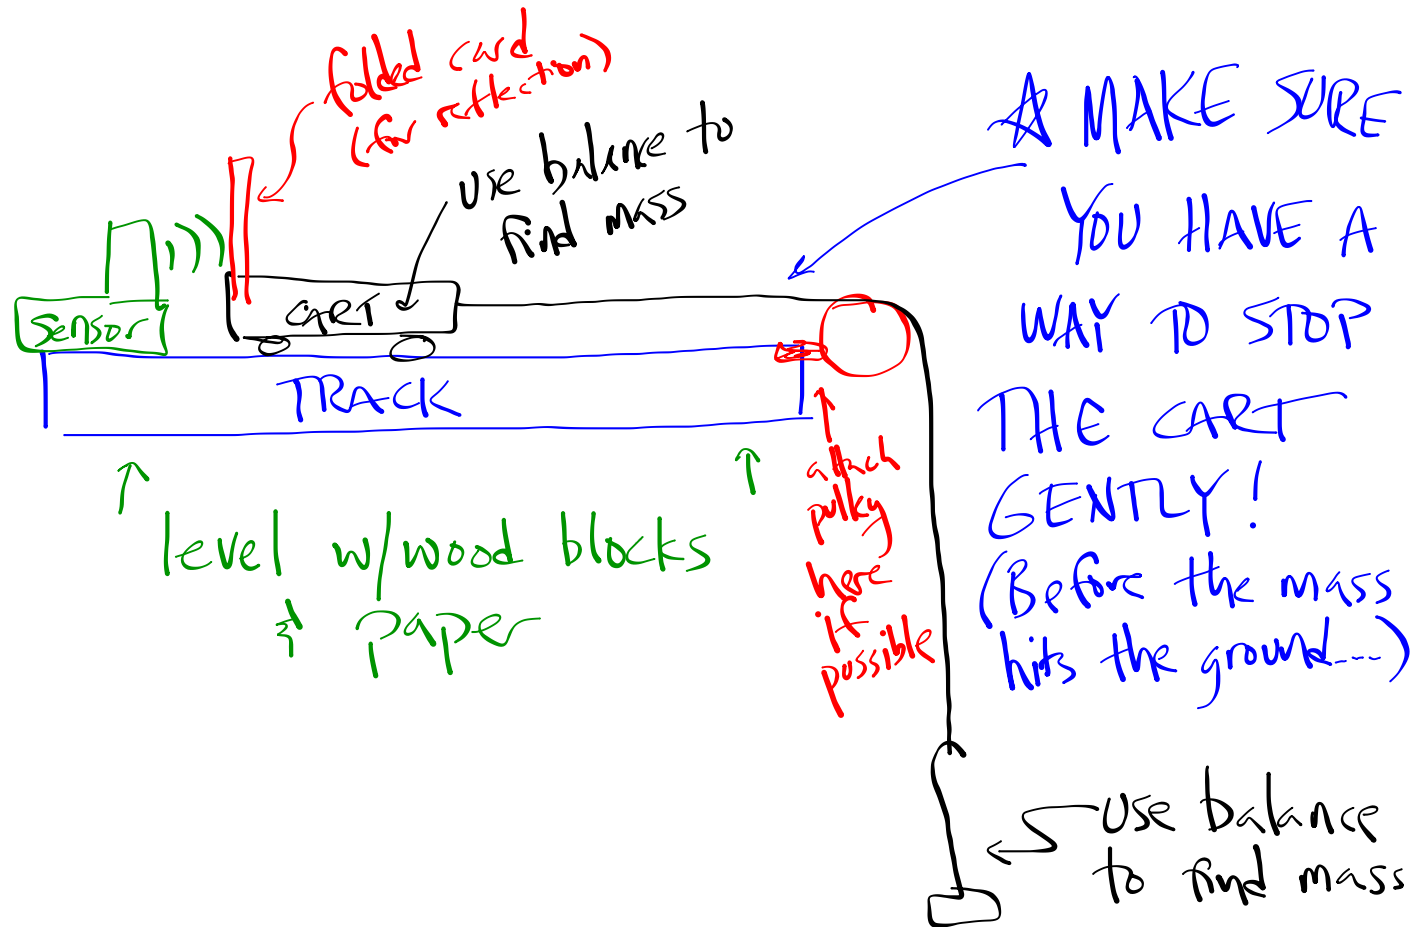 folded card
(for reflection)
use balance to
find mass
☆ MAKE SURE
YOU HAVE A
WAY TO STOP
THE CART
GENTLY!
(Before the mass
hits the ground....)
sensor
CART
TRACK
attach
pulky
here
if
possible
level w/wood blocks
& paper
use balance
to find mass